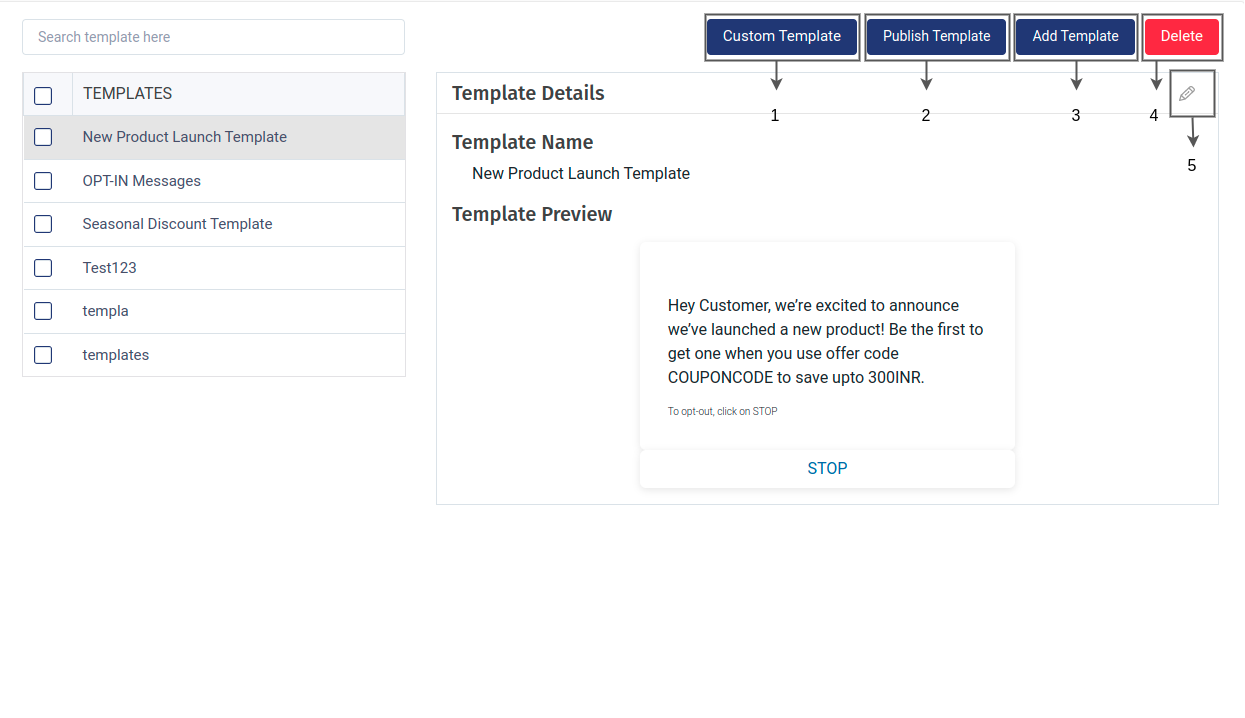 Search template here
Custom Template
Publish Template
Add Template
Delete
TEMPLATES
Template Details
1
2
3
4
5
New Product Launch Template
OPT-IN Messages
Seasonal Discount Template
Test123
templa
templates
Template Name
New Product Launch Template
Template Preview
Hey Customer, we’re excited to announce
we’ve launched a new product! Be the first to
get one when you use offer code
COUPONCODE to save upto 300INR.
To opt-out, click on STOP
STOP